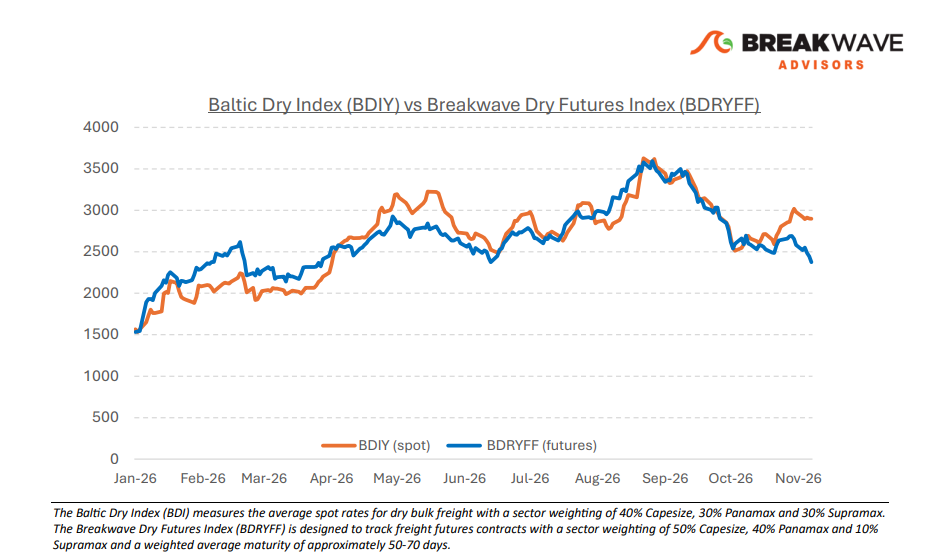 BREAKWAVE
ADVISORS
Baltic Dry Index (BDIY) vs Breakwave Dry Futures Index (BDRYFF)
4000
3500
3000
2500
2000
1500
1000
500
0
BDIY (spot) BDRYFF (futures)
Jan-26 Feb-26 Mar-26 Apr-26 May-26 Jun-26 Jul-26 Aug-26 Sep-26 Oct-26 Nov-26
The Baltic Dry Index (BDI) measures the average spot rates for dry bulk freight with a sector weighting of 40% Capesize, 30% Panamax and 30% Supramax.
The Breakwave Dry Futures Index (BDRYFF) is designed to track freight futures contracts with a sector weighting of 50% Capesize, 40% Panamax and 10%
Supramax and a weighted average maturity of approximately 50-70 days.